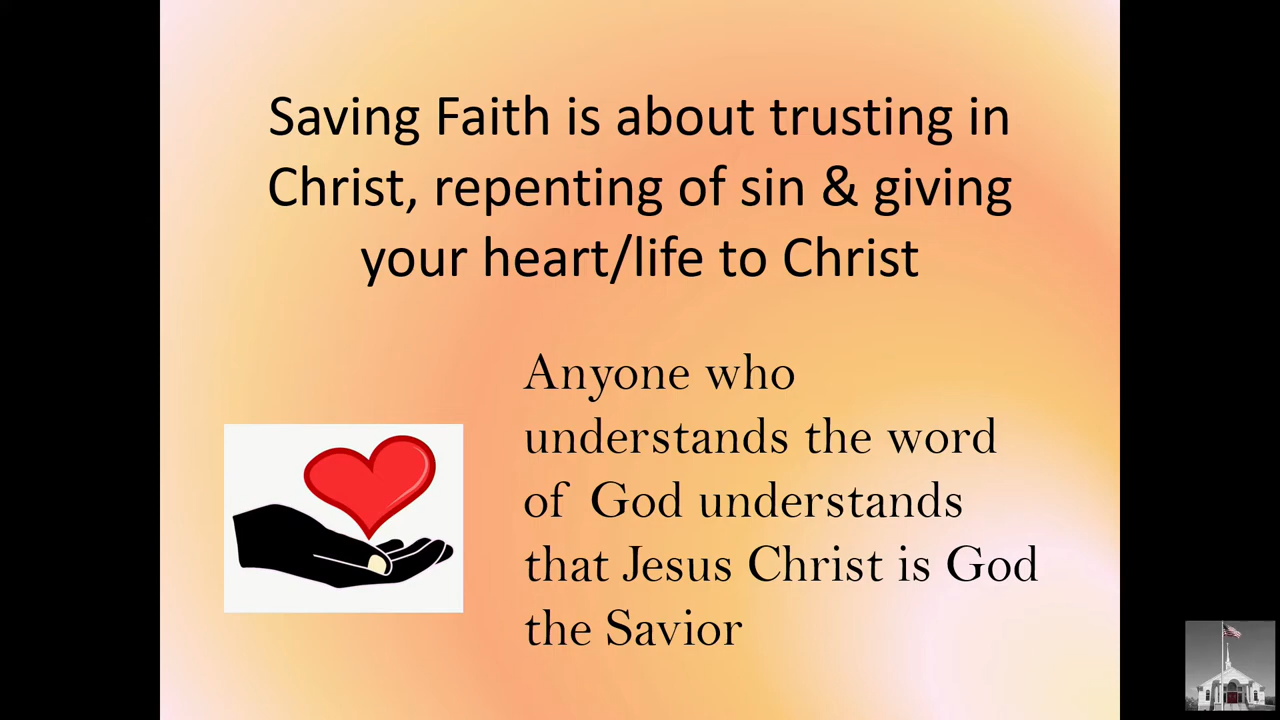 Saving Faith is about trusting in
Christ, repenting of sin & giving
your heart/life to Christ
Anyone who
understands the word
of  God understands
that Jesus Christ is God
the Savior